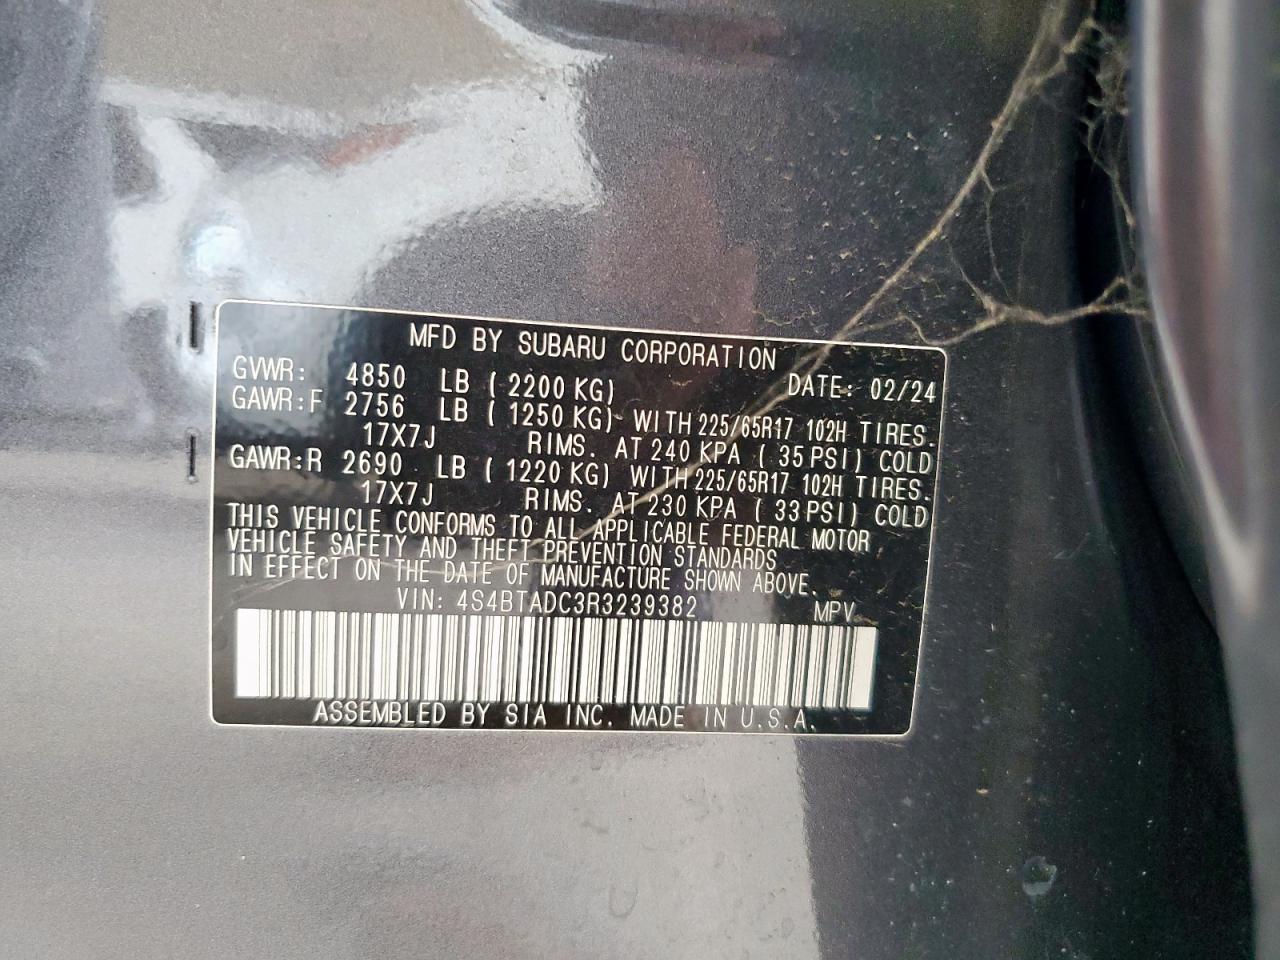 MFD BY SUBARU CORPORATION
GVWR: 4850 LB ( 2200 KG) DATE: 02/24
GAWR:F 2756 LB ( 1250 KG) WITH 225/65R17 102H TIRES.
17X7J RIMS. AT 240 KPA ( 35 PSI) COLD
GAWR:R 2690 LB ( 1220 KG) WITH 225/65R17 102H TIRES.
17X7J RIMS. AT 230 KPA ( 33 PSI) COLD
THIS VEHICLE CONFORMS TO ALL APPLICABLE FEDERAL MOTOR
VEHICLE SAFETY AND THEFT PREVENTION STANDARDS
IN EFFECT ON THE DATE OF MANUFACTURE SHOWN ABOVE.
VIN: 4S4BTADC3R3239382 MPV
ASSEMBLED BY SIA INC. MADE IN U.S.A.